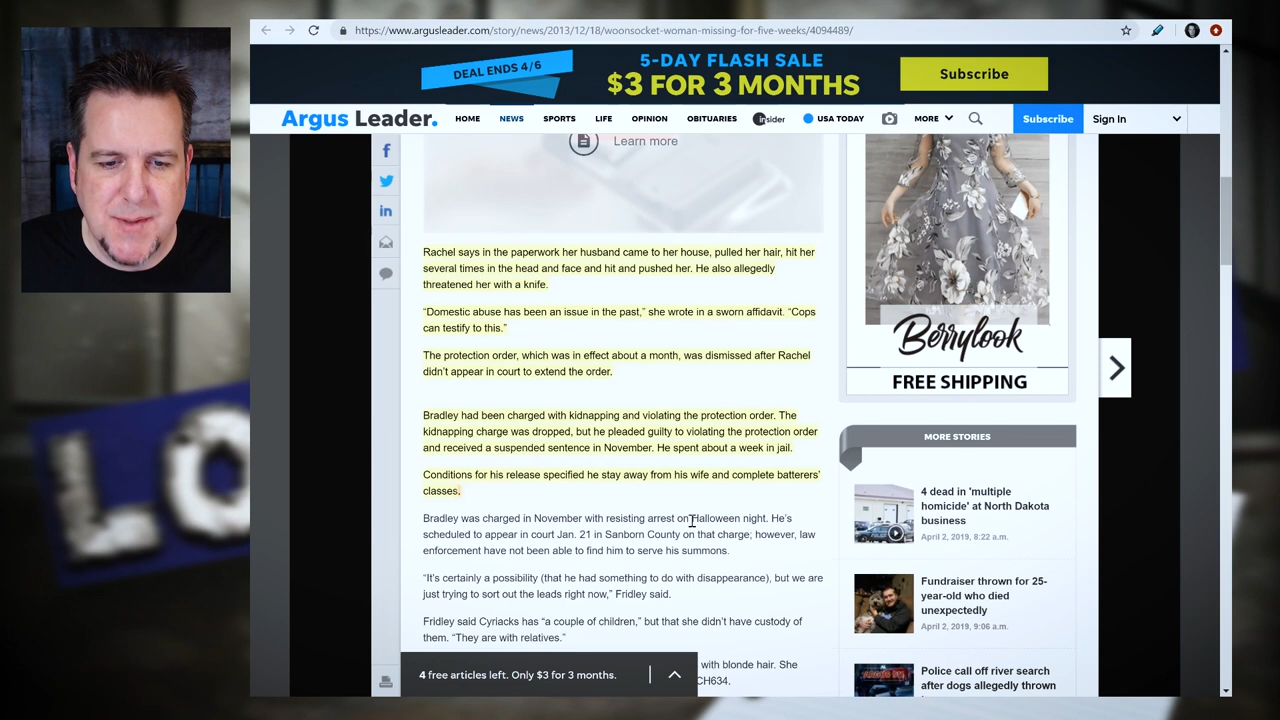 https://www.argusleader.com/story/news/2013/12/18/woonsocket-woman-missing-for-five-weeks/4094489/
DEAL ENDS 4/6
5-DAY FLASH SALE
$3 FOR 3 MONTHS
Subscribe
Argus Leader.
HOME
NEWS
SPORTS
LIFE
OPINION
OBITUARIES
insider
USA TODAY
MORE
Subscribe
Sign In
Learn more
Rachel says in the paperwork her husband came to her house, pulled her hair, hit her
several times in the head and face and hit and pushed her. He also allegedly
threatened her with a knife.
“Domestic abuse has been an issue in the past,” she wrote in a sworn affidavit. “Cops
can testify to this.”
The protection order, which was in effect about a month, was dismissed after Rachel
didn’t appear in court to extend the order.
Bradley had been charged with kidnapping and violating the protection order. The
kidnapping charge was dropped, but he pleaded guilty to violating the protection order
and received a suspended sentence in November. He spent about a week in jail.
Conditions for his release specified he stay away from his wife and complete batterers’
classes.
Bradley was charged in November with resisting arrest on Halloween night. He’s
scheduled to appear in court Jan. 21 in Sanborn County on that charge; however, law
enforcement have not been able to find him to serve his summons.
“It’s certainly a possibility (that he had something to do with disappearance), but we are
just trying to sort out the leads right now,” Fridley said.
Fridley said Cyriacks has “a couple of children,” but that she didn’t have custody of
them. “They are with relatives.”
with blonde hair. She
CH634.
4 free articles left. Only $3 for 3 months.
Berrylook
FREE SHIPPING
MORE STORIES
4 dead in 'multiple
homicide' at North Dakota
business
April 2, 2019, 8:22 a.m.
Fundraiser thrown for 25-
year-old who died
unexpectedly
April 2, 2019, 9:06 a.m.
Police call off river search
after dogs allegedly thrown
LO